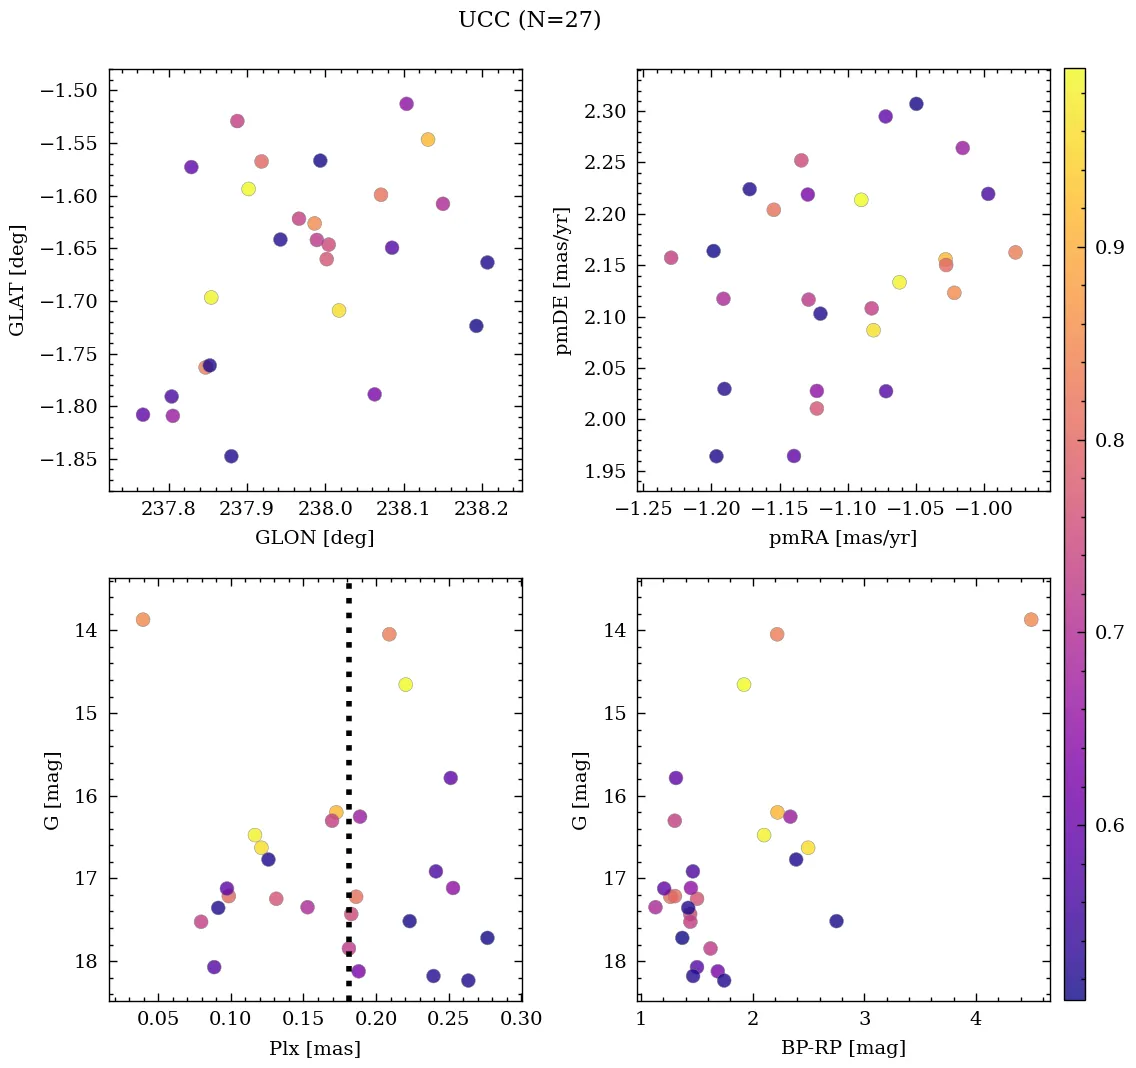 UCC (N=27)
−1.50
−1.55
−1.60
−1.65
−1.70
−1.75
−1.80
−1.85
GLAT [deg]
237.8 237.9 238.0 238.1 238.2
GLON [deg]
2.30
2.25
2.20
2.15
2.10
2.05
2.00
1.95
pmDE [mas/yr]
−1.25 −1.20 −1.15 −1.10 −1.05 −1.00
pmRA [mas/yr]
14
15
16
17
18
G [mag]
0.05 0.10 0.15 0.20 0.25 0.30
Plx [mas]
14
15
16
17
18
G [mag]
1 2 3 4
BP-RP [mag]
0.9
0.8
0.7
0.6